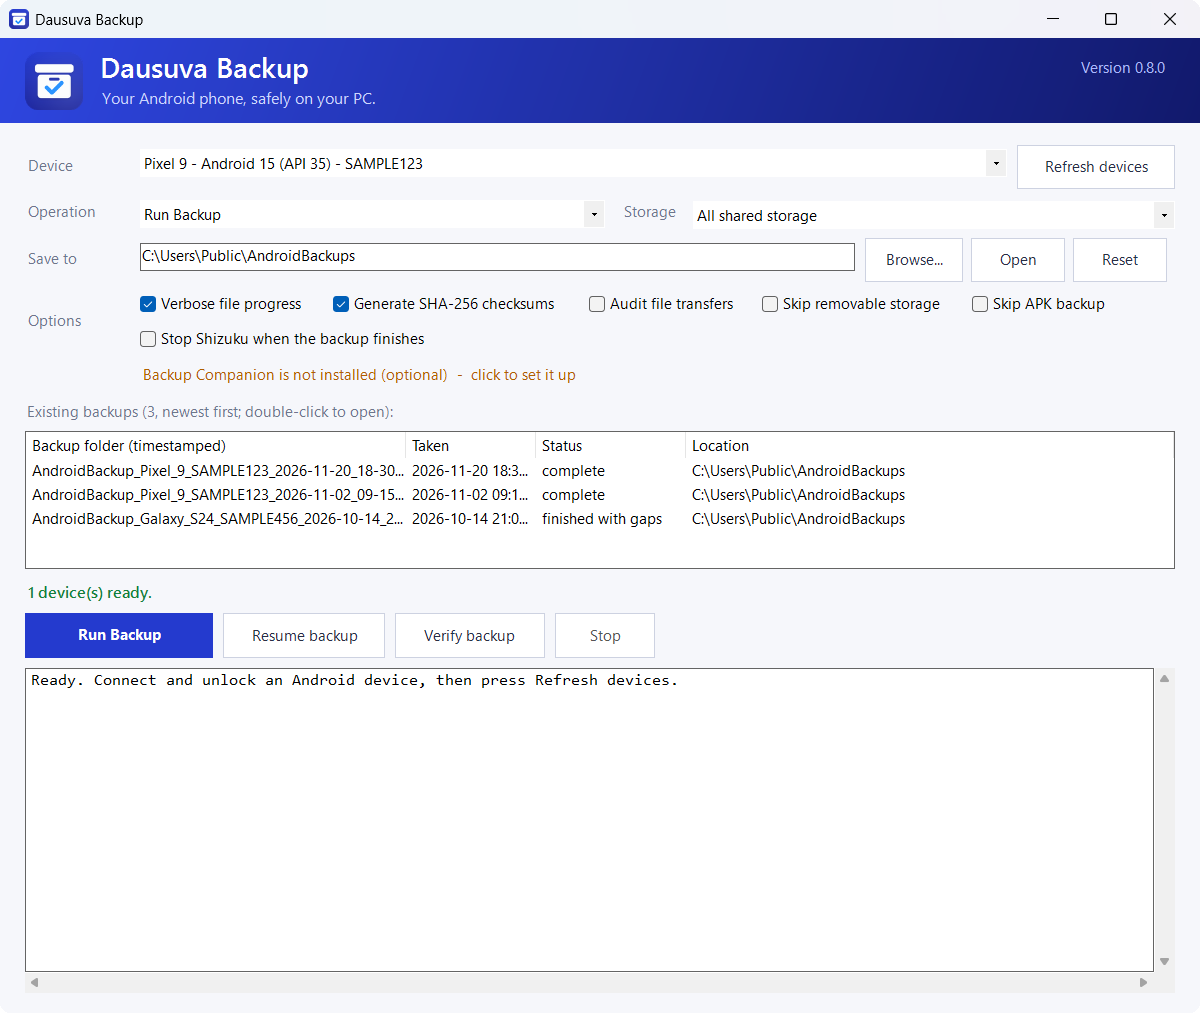 Dausuva Backup
Dausuva Backup
Your Android phone, safely on your PC.
Version 0.8.0
Device
Pixel 9 - Android 15 (API 35) - SAMPLE123
Refresh devices
Operation
Run Backup
Storage
All shared storage
Save to
C:\Users\Public\AndroidBackups
Browse...
Open
Reset
Options
Verbose file progress
Generate SHA-256 checksums
Audit file transfers
Skip removable storage
Skip APK backup
Stop Shizuku when the backup finishes
Backup Companion is not installed (optional) - click to set it up
Existing backups (3, newest first; double-click to open):
Backup folder (timestamped) Taken Status Location
AndroidBackup_Pixel_9_SAMPLE123_2026-11-20_18-30... 2026-11-20 18:3... complete C:\Users\Public\AndroidBackups
AndroidBackup_Pixel_9_SAMPLE123_2026-11-02_09-15... 2026-11-02 09:1... complete C:\Users\Public\AndroidBackups
AndroidBackup_Galaxy_S24_SAMPLE456_2026-10-14_2... 2026-10-14 21:0... finished with gaps C:\Users\Public\AndroidBackups
1 device(s) ready.
Run Backup
Resume backup
Verify backup
Stop
Ready. Connect and unlock an Android device, then press Refresh devices.